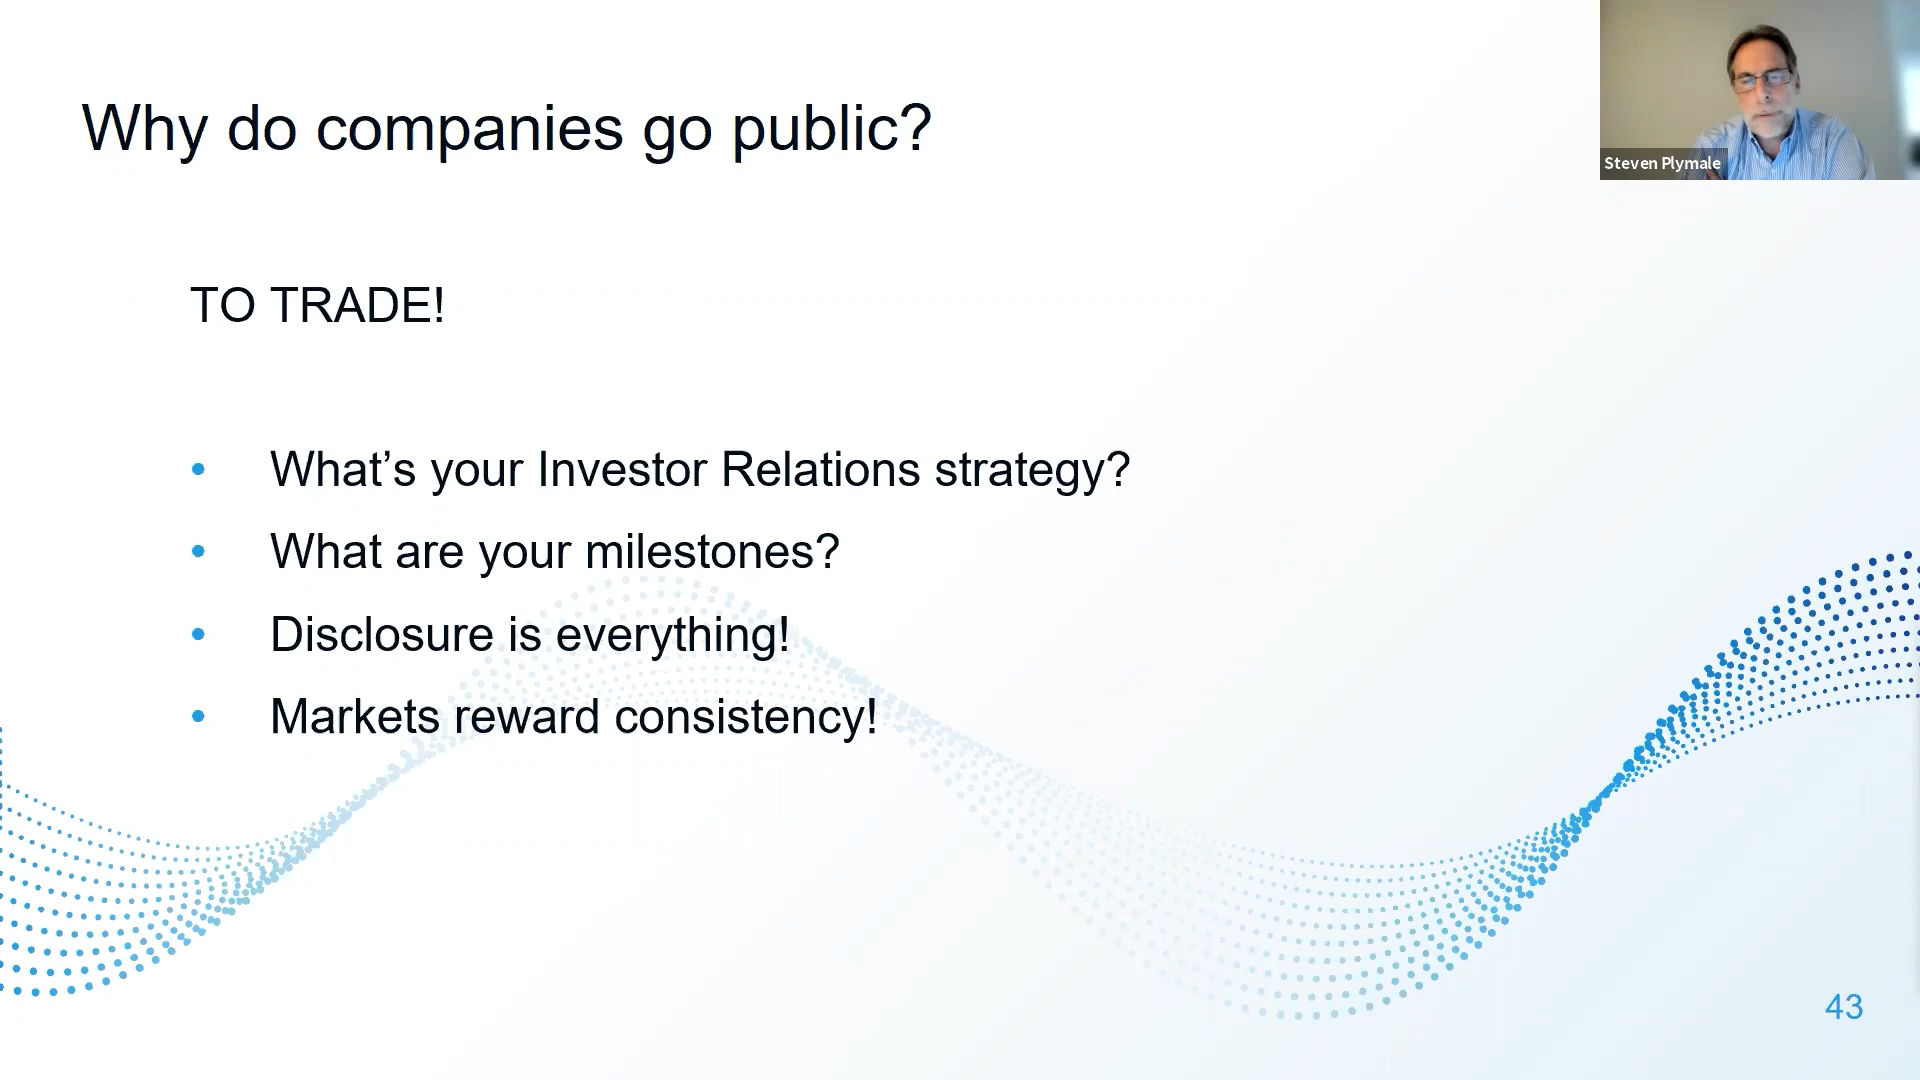 Why do companies go public?
Steven Plymale
TO TRADE!
• What’s your Investor Relations strategy?
• What are your milestones?
• Disclosure is everything!
• Markets reward consistency!
43